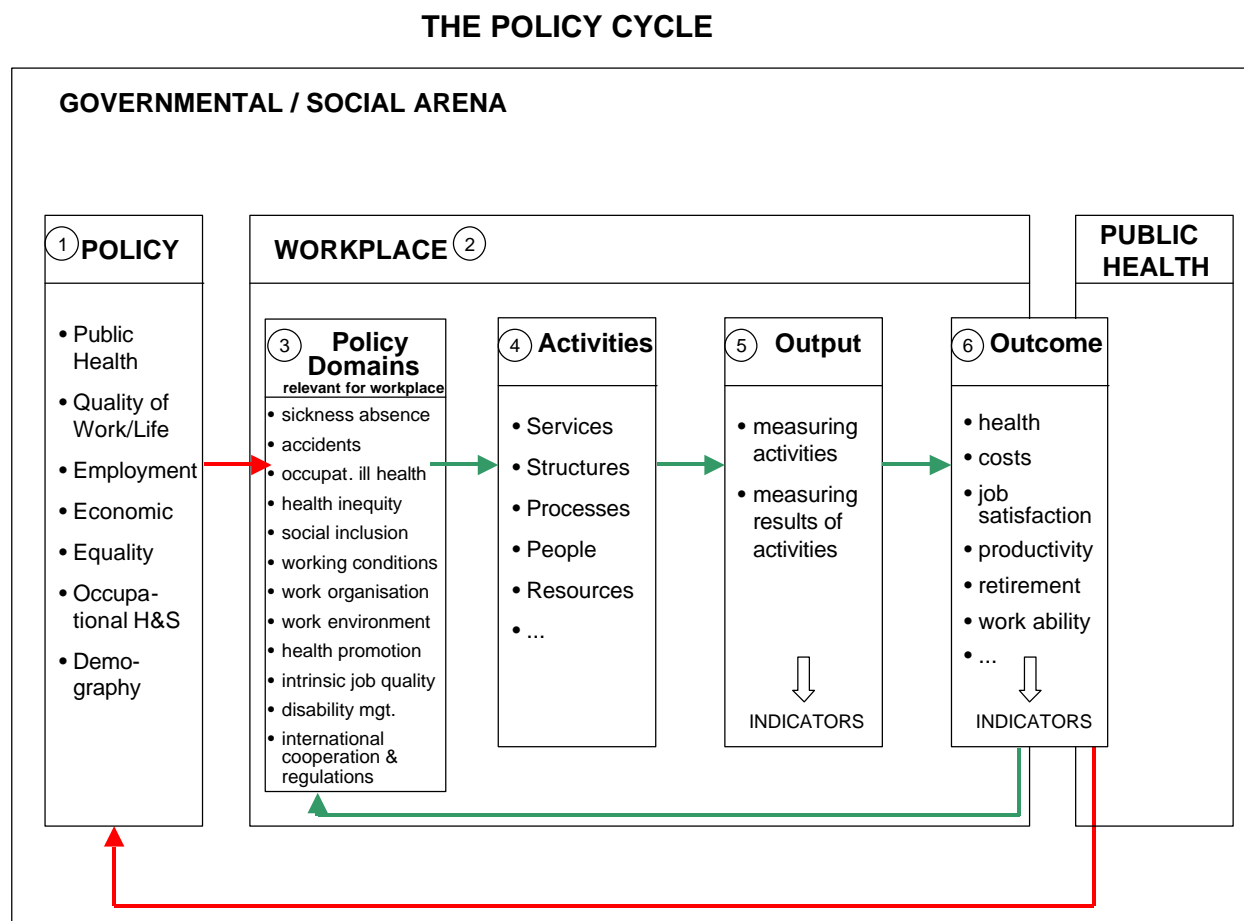 THE POLICY CYCLE
GOVERNMENTAL / SOCIAL ARENA
1 POLICY
• Public
Health
• Quality of
Work/Life
• Employment
• Economic
• Equality
• Occupa-
tional H&S
• Demo-
graphy
WORKPLACE 2
3 Policy
Domains
relevant for workplace
• sickness absence
• accidents
• occupat. ill health
• health inequity
• social inclusion
• working conditions
• work organisation
• work environment
• health promotion
• intrinsic job quality
• disability mgt.
• international
cooperation &
regulations
4 Activities
• Services
• Structures
• Processes
• People
• Resources
• ...
5 Output
• measuring
activities
• measuring
results of
activities
INDICATORS
6 Outcome
• health
• costs
• job
satisfaction
• productivity
• retirement
• work ability
• ...
INDICATORS
PUBLIC
HEALTH